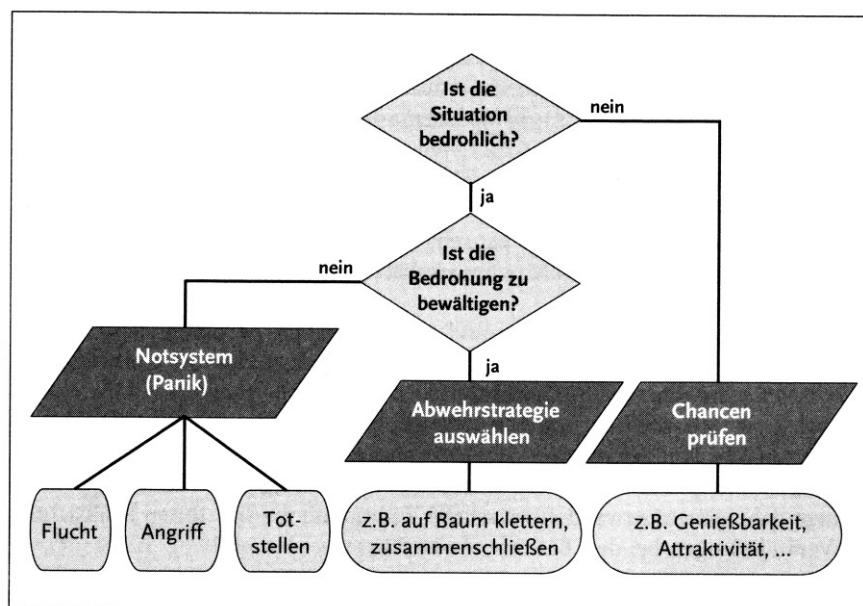 Ist die
Situation
bedrohlich?
nein
ja
Ist die
Bedrohung zu
bewältigen?
nein
ja
Notsystem
(Panik)
Abwehrstrategie
auswählen
Chancen
prüfen
Flucht
Angriff
Tot-
stellen
z.B. auf Baum klettern,
zusammenschließen
z.B. Genießbarkeit,
Attraktivität, ...